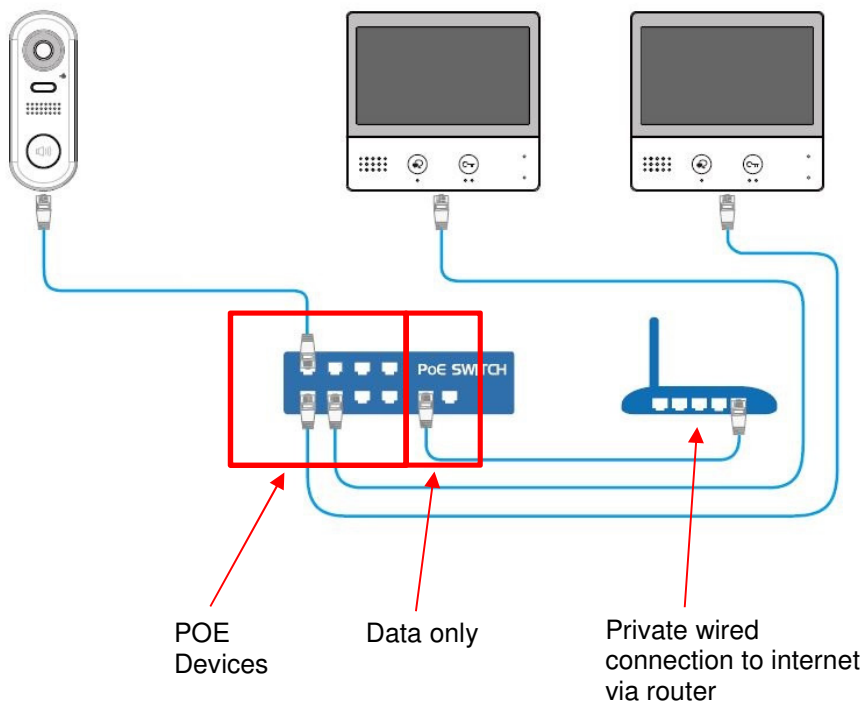 PoE SWITCH
POE
Devices
Data only
Private wired
connection to internet
via router